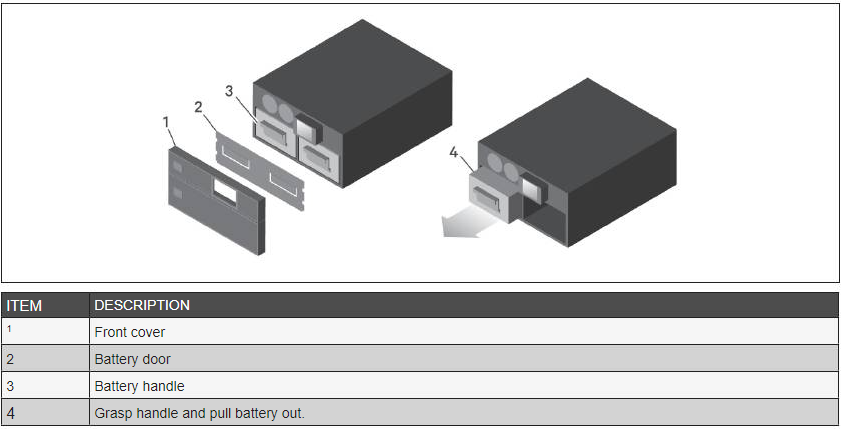 3
2
1
4
ITEM DESCRIPTION
1 Front cover
2 Battery door
3 Battery handle
4 Grasp handle and pull battery out.